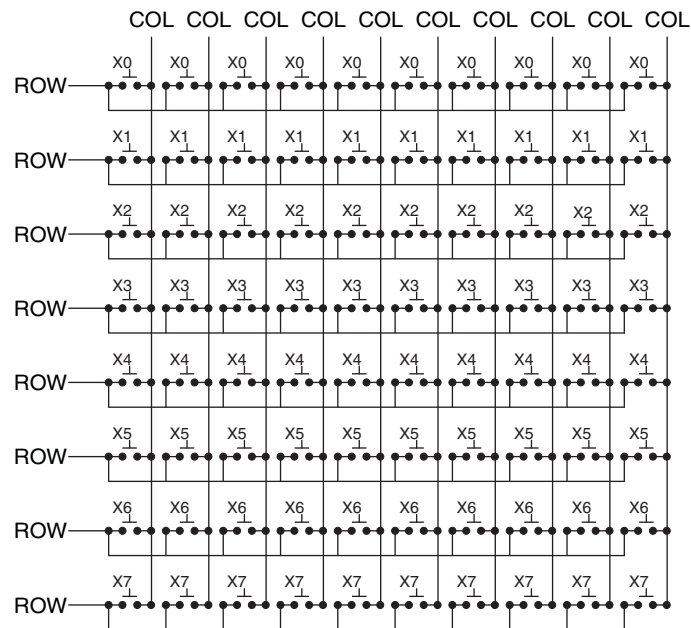 COL COL COL COL COL COL COL COL COL COL
X0 X0 X0 X0 X0 X0 X0 X0 X0 X0
ROW
X1 X1 X1 X1 X1 X1 X1 X1 X1 X1
ROW
X2 X2 X2 X2 X2 X2 X2 X2 X2 X2
ROW
X3 X3 X3 X3 X3 X3 X3 X3 X3 X3
ROW
X4 X4 X4 X4 X4 X4 X4 X4 X4 X4
ROW
X5 X5 X5 X5 X5 X5 X5 X5 X5 X5
ROW
X6 X6 X6 X6 X6 X6 X6 X6 X6 X6
ROW
X7 X7 X7 X7 X7 X7 X7 X7 X7 X7
ROW